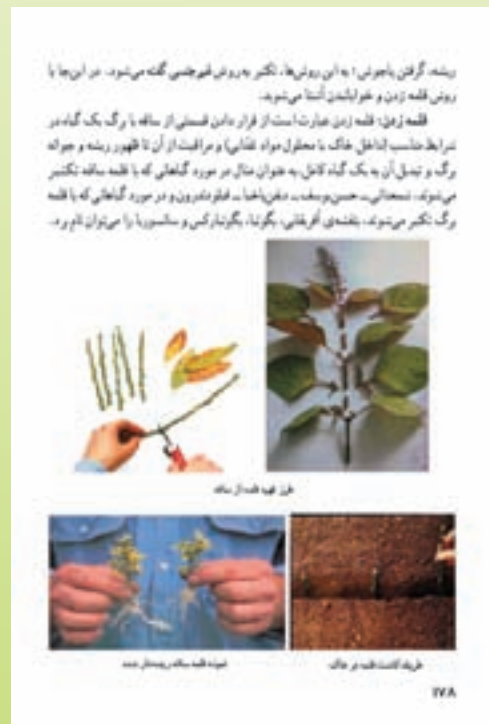 ریشه، گرفتن پاجوش؛ به این روش‌ها، تکثیر به روش غیرجنسی گفته می‌شود. در این‌جا با
روش قلمه زدن و خوابانیدن آشنا می‌شوید.
قلمه زدن: قلمه زدن عبارت است از قرار دادن قسمتی از ساقه یا برگ یک گیاه در
شرایط مناسب (داخل خاک یا محلول مواد غذایی) و مراقبت از آن تا ظهور ریشه و جوانه
برگ و تبدیل آن به یک گیاه کامل. به عنوان مثال در مورد گیاهانی که با قلمه ساقه تکثیر
می‌شوند، شمعدانی ـ حسن‌یوسف ـ دیفن‌باخیا ـ فیلودندرون و در مورد گیاهانی که با قلمه
برگ تکثیر می‌شوند، بنفشه‌ی آفریقایی، بگونیا، بگونیارکس و سانسوریا را می‌توان نام برد.
طرز تهیه قلمه از ساقه
طریقه کاشت قلمه در خاک
نمونه قلمه ساقه ریشه‌دار شده
۱۷۸